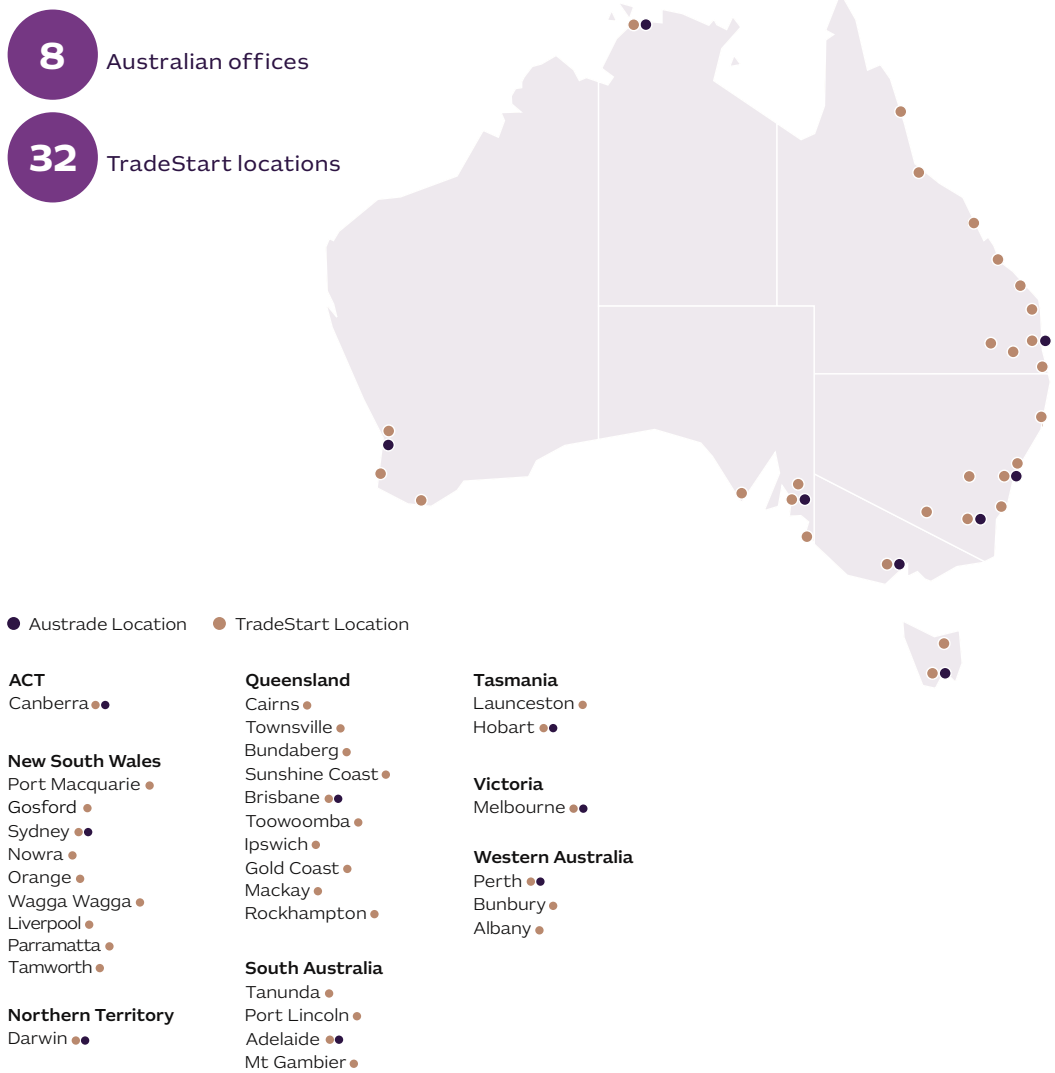 8
Australian offices
32
TradeStart locations
Austrade Location
TradeStart Location
ACT
Canberra
New South Wales
Port Macquarie
Gosford
Sydney
Nowra
Orange
Wagga Wagga
Liverpool
Parramatta
Tamworth
Northern Territory
Darwin
Queensland
Cairns
Townsville
Bundaberg
Sunshine Coast
Brisbane
Toowoomba
Ipswich
Gold Coast
Mackay
Rockhampton
South Australia
Tanunda
Port Lincoln
Adelaide
Mt Gambier
Tasmania
Launceston
Hobart
Victoria
Melbourne
Western Australia
Perth
Bunbury
Albany